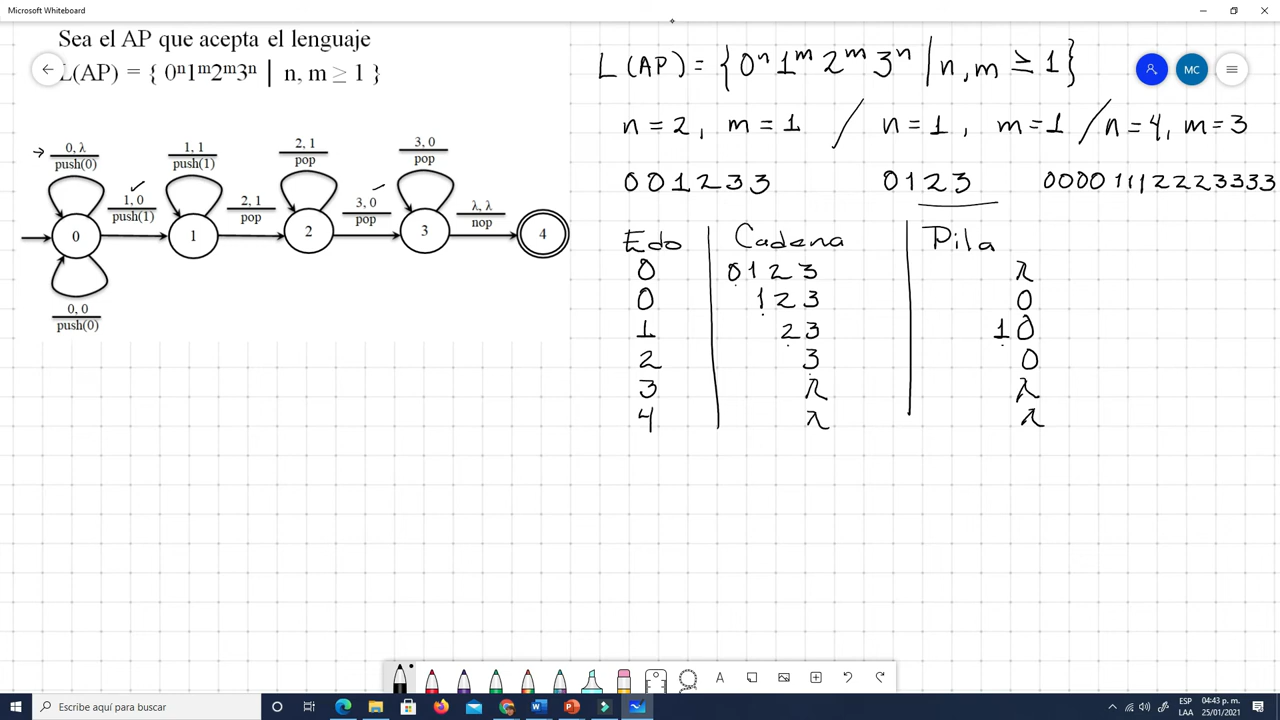 Microsoft Whiteboard
Sea el AP que acepta el lenguaje
L(AP) = { 0ⁿ1ᵐ2ᵐ3ⁿ | n, m ≥ 1 }
0, λ
push(0)
1, 0
push(1)
1, 1
push(1)
2, 1
pop
2, 1
pop
3, 0
pop
3, 0
pop
λ, λ
nop
0 1 2 3 4
0, 0
push(0)
L(AP) = {0ⁿ1ᵐ2ᵐ3ⁿ | n, m ≥ 1}
n = 2, m = 1 / n = 1, m = 1 / n = 4, m = 3
001233 0123 00001112223333
Edo | Cadena | Pila
0 | 0123 | λ
0 | 123 | 0
1 | 23 | 10
2 | 3 | 0
3 | λ | λ
4 | λ | λ
MC
A
Escribe aquí para buscar
ESP
LAA
04:43 p. m.
25/01/2021